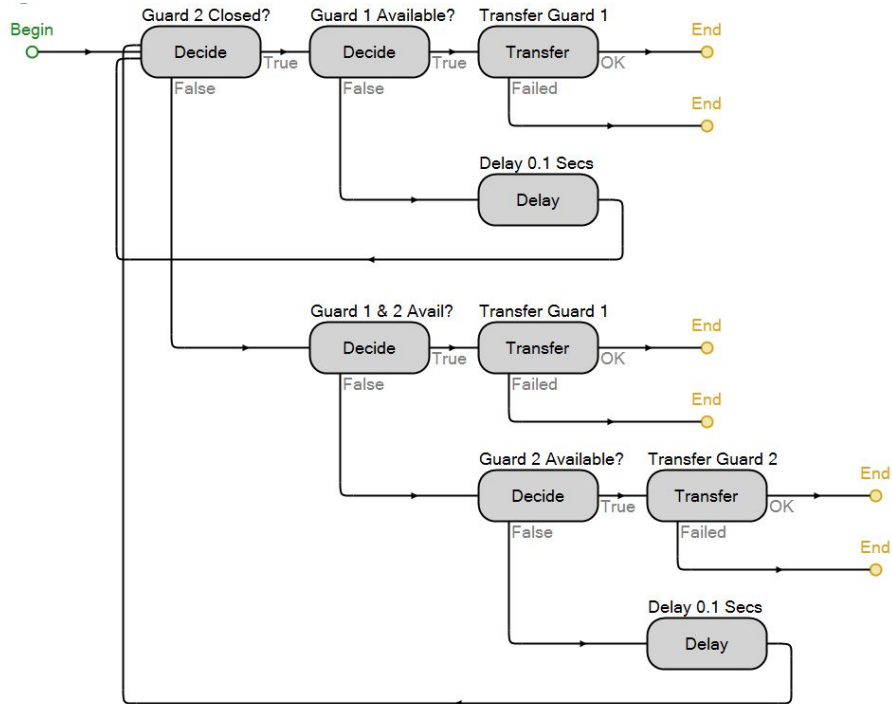 Guard 2 Closed?
Guard 1 Available?
Transfer Guard 1
Begin
End
Decide
Decide
Transfer
True
True
OK
False
False
Failed
End
Delay 0.1 Secs
Delay
Guard 1 & 2 Avail?
Transfer Guard 1
End
Decide
Transfer
True
OK
False
Failed
End
Guard 2 Available?
Transfer Guard 2
End
Decide
Transfer
True
OK
False
Failed
End
Delay 0.1 Secs
Delay